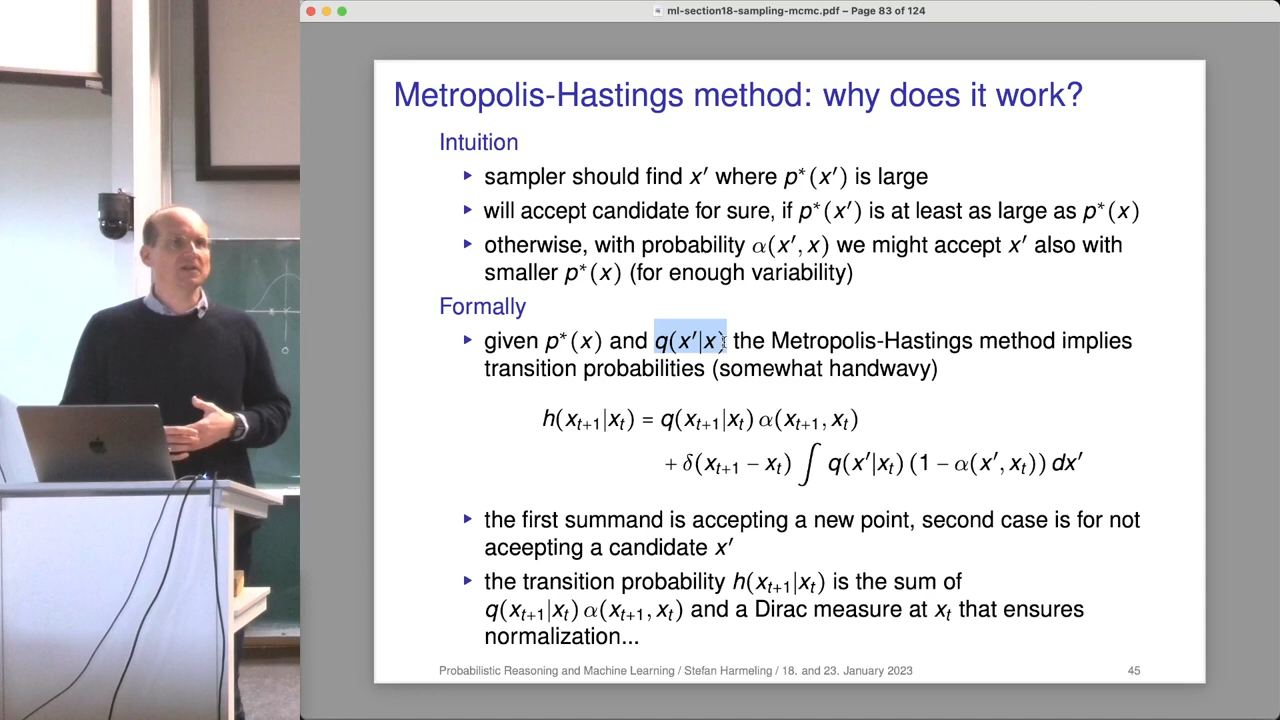 ml-section18-sampling-mcmc.pdf – Page 83 of 124
Metropolis-Hastings method: why does it work?
Intuition
▸ sampler should find x′ where p*(x′) is large
▸ will accept candidate for sure, if p*(x′) is at least as large as p*(x)
▸ otherwise, with probability α(x′, x) we might accept x′ also with
smaller p*(x) (for enough variability)
Formally
▸ given p*(x) and q(x′|x) the Metropolis-Hastings method implies
transition probabilities (somewhat handwavy)
h(xₜ₊₁|xₜ) = q(xₜ₊₁|xₜ) α(xₜ₊₁, xₜ)
+ δ(xₜ₊₁ − xₜ) ∫ q(x′|xₜ) (1 − α(x′, xₜ)) dx′
▸ the first summand is accepting a new point, second case is for not
aceepting a candidate x′
▸ the transition probability h(xₜ₊₁|xₜ) is the sum of
q(xₜ₊₁|xₜ) α(xₜ₊₁, xₜ) and a Dirac measure at xₜ that ensures
normalization...
Probabilistic Reasoning and Machine Learning / Stefan Harmeling / 18. and 23. January 2023
45